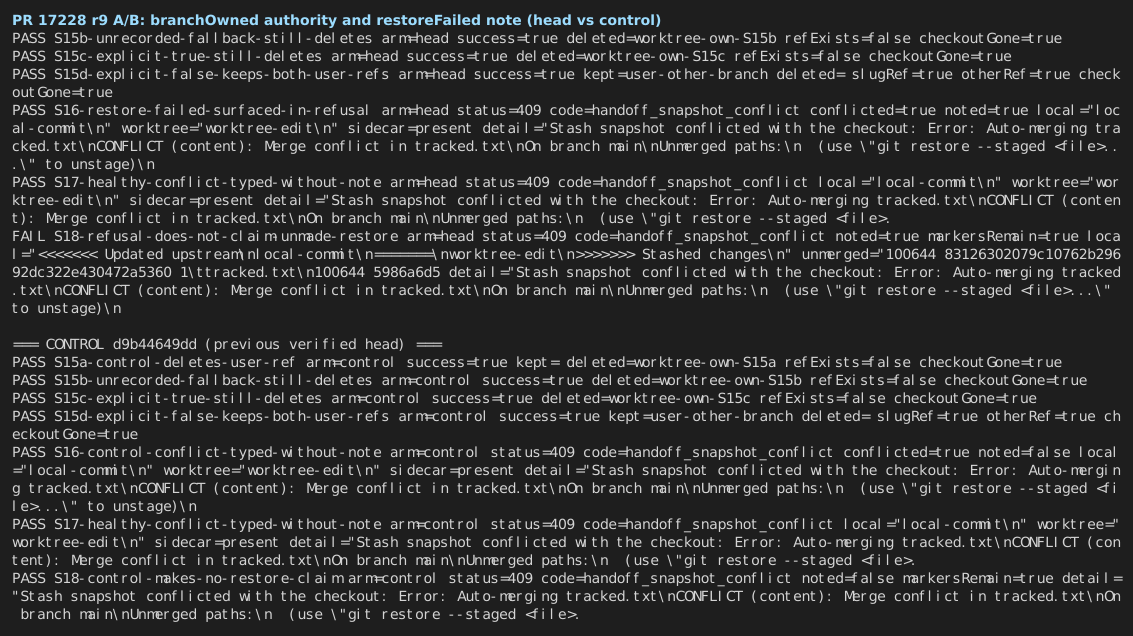 PR 17228 r9 A/B: branchOwned authority and restoreFailed note (head vs control)
PASS S15b-unrecorded-fallback-still-deletes arm=head success=true deleted=worktree-own-S15b refExists=false checkoutGone=true
PASS S15c-explicit-true-still-deletes arm=head success=true deleted=worktree-own-S15c refExists=false checkoutGone=true
PASS S15d-explicit-false-keeps-both-user-refs arm=head success=true kept=user-other-branch deleted= slugRef=true otherRef=true check
outGone=true
PASS S16-restore-failed-surfaced-in-refusal arm=head status=409 code=handoff_snapshot_conflict conflicted=true noted=true local="loc
al-commit\n" worktree="worktree-edit\n" sidecar=present detail="Stash snapshot conflicted with the checkout: Error: Auto-merging tra
cked.txt\nCONFLICT (content): Merge conflict in tracked.txt\nOn branch main\nUnmerged paths:\n  (use \"git restore --staged <file>..
.\" to unstage)\n
PASS S17-healthy-conflict-typed-without-note arm=head status=409 code=handoff_snapshot_conflict local="local-commit\n" worktree="wor
ktree-edit\n" sidecar=present detail="Stash snapshot conflicted with the checkout: Error: Auto-merging tracked.txt\nCONFLICT (conten
t): Merge conflict in tracked.txt\nOn branch main\nUnmerged paths:\n  (use \"git restore --staged <file>.
FAIL S18-refusal-does-not-claim-unmade-restore arm=head status=409 code=handoff_snapshot_conflict noted=true markersRemain=true loca
l="<<<<<<< Updated upstream\nlocal-commit\n=======\nworktree-edit\n>>>>>>> Stashed changes\n" unmerged="100644 83126302079c10762b296
92dc322e430472a5360 1\ttracked.txt\n100644 5986a6d5 detail="Stash snapshot conflicted with the checkout: Error: Auto-merging tracked
.txt\nCONFLICT (content): Merge conflict in tracked.txt\nOn branch main\nUnmerged paths:\n  (use \"git restore --staged <file>...\"
to unstage)\n
=== CONTROL d9b44649dd (previous verified head) ===
PASS S15a-control-deletes-user-ref arm=control success=true kept= deleted=worktree-own-S15a refExists=false checkoutGone=true
PASS S15b-unrecorded-fallback-still-deletes arm=control success=true deleted=worktree-own-S15b refExists=false checkoutGone=true
PASS S15c-explicit-true-still-deletes arm=control success=true deleted=worktree-own-S15c refExists=false checkoutGone=true
PASS S15d-explicit-false-keeps-both-user-refs arm=control success=true kept=user-other-branch deleted= slugRef=true otherRef=true ch
eckoutGone=true
PASS S16-control-conflict-typed-without-note arm=control status=409 code=handoff_snapshot_conflict conflicted=true noted=false local
="local-commit\n" worktree="worktree-edit\n" sidecar=present detail="Stash snapshot conflicted with the checkout: Error: Auto-mergin
g tracked.txt\nCONFLICT (content): Merge conflict in tracked.txt\nOn branch main\nUnmerged paths:\n  (use \"git restore --staged <fi
le>...\" to unstage)\n
PASS S17-healthy-conflict-typed-without-note arm=control status=409 code=handoff_snapshot_conflict local="local-commit\n" worktree="
worktree-edit\n" sidecar=present detail="Stash snapshot conflicted with the checkout: Error: Auto-merging tracked.txt\nCONFLICT (con
tent): Merge conflict in tracked.txt\nOn branch main\nUnmerged paths:\n  (use \"git restore --staged <file>.
PASS S18-control-makes-no-restore-claim arm=control status=409 code=handoff_snapshot_conflict noted=false markersRemain=true detail=
"Stash snapshot conflicted with the checkout: Error: Auto-merging tracked.txt\nCONFLICT (content): Merge conflict in tracked.txt\nOn
 branch main\nUnmerged paths:\n  (use \"git restore --staged <file>.